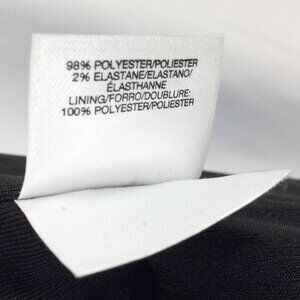 98% POLYESTER/POLIESTER
2% ELASTANE/ELASTANO/
ÉLASTHANNE
LINING/FORRO/DOUBLURE:
100% POLYESTER/POLIESTER